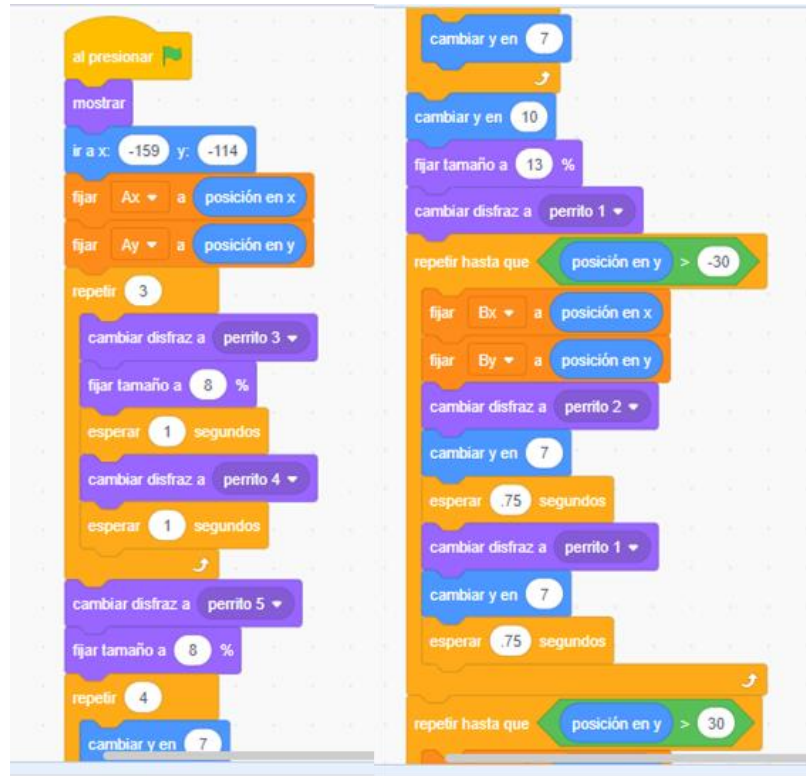 al presionar
mostrar
ir a x: -159 y: -114
fijar Ax a posición en x
fijar Ay a posición en y
repetir 3
cambiar disfraz a perrito 3
fijar tamaño a 8 %
esperar 1 segundos
cambiar disfraz a perrito 4
esperar 1 segundos
cambiar disfraz a perrito 5
fijar tamaño a 8 %
repetir 4
cambiar y en 7
cambiar y en 7
cambiar y en 10
fijar tamaño a 13 %
cambiar disfraz a perrito 1
repetir hasta que posición en y > -30
fijar Bx a posición en x
fijar By a posición en y
cambiar disfraz a perrito 2
cambiar y en 7
esperar .75 segundos
cambiar disfraz a perrito 1
cambiar y en 7
esperar .75 segundos
repetir hasta que posición en y > 30